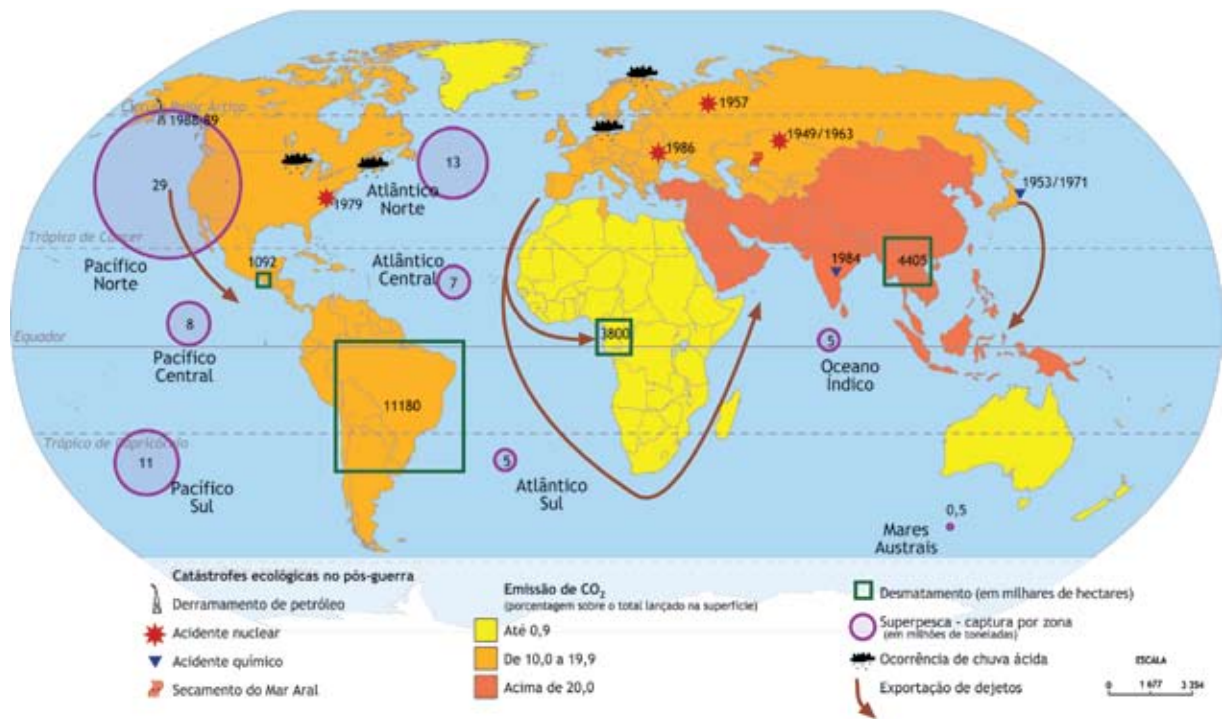 Círculo Polar Ártico
1988-89
1957
1949/1963
1986
13
29
1953/1971
Atlântico
Norte
1979
Trópico de Câncer
Pacífico
Norte
1092
Atlântico
Central
7
1984
4405
8
Equador
Pacífico
Central
3800
5
Oceano
Índico
11180
Trópico de Capricórnio
11
Pacífico
Sul
5
Atlântico
Sul
0,5
Mares
Austrais
Catástrofes ecológicas no pós-guerra
Derramamento de petróleo
Acidente nuclear
Acidente químico
Secamento do Mar Aral
Emissão de CO₂
(porcentagem sobre o total lançado na superfície)
Até 0,9
De 10,0 a 19,9
Acima de 20,0
Desmatamento (em milhares de hectares)
Superpesca - captura por zona
(em milhões de toneladas)
Ocorrência de chuva ácida
Exportação de dejetos
ESCALA
0 1 677 3 354